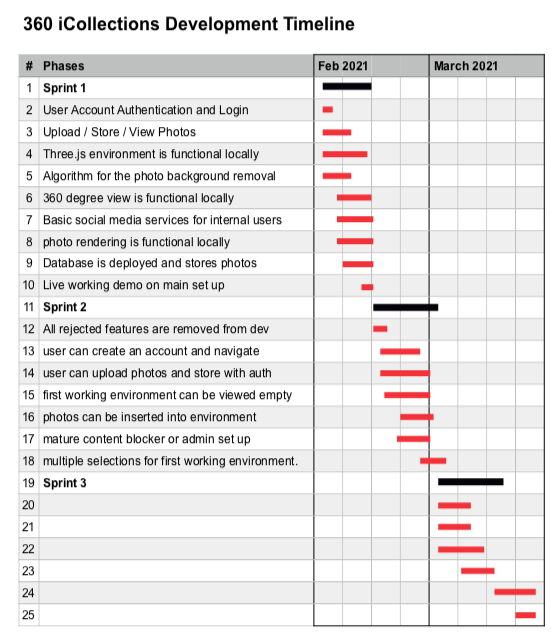 360 iCollections Development Timeline
# Phases Feb 2021 March 2021
1 Sprint 1
2 User Account Authentication and Login
3 Upload / Store / View Photos
4 Three.js environment is functional locally
5 Algorithm for the photo background removal
6 360 degree view is functional locally
7 Basic social media services for internal users
8 photo rendering is functional locally
9 Database is deployed and stores photos
10 Live working demo on main set up
11 Sprint 2
12 All rejected features are removed from dev
13 user can create an account and navigate
14 user can upload photos and store with auth
15 first working environment can be viewed empty
16 photos can be inserted into environment
17 mature content blocker or admin set up
18 multiple selections for first working environment.
19 Sprint 3
20
21
22
23
24
25